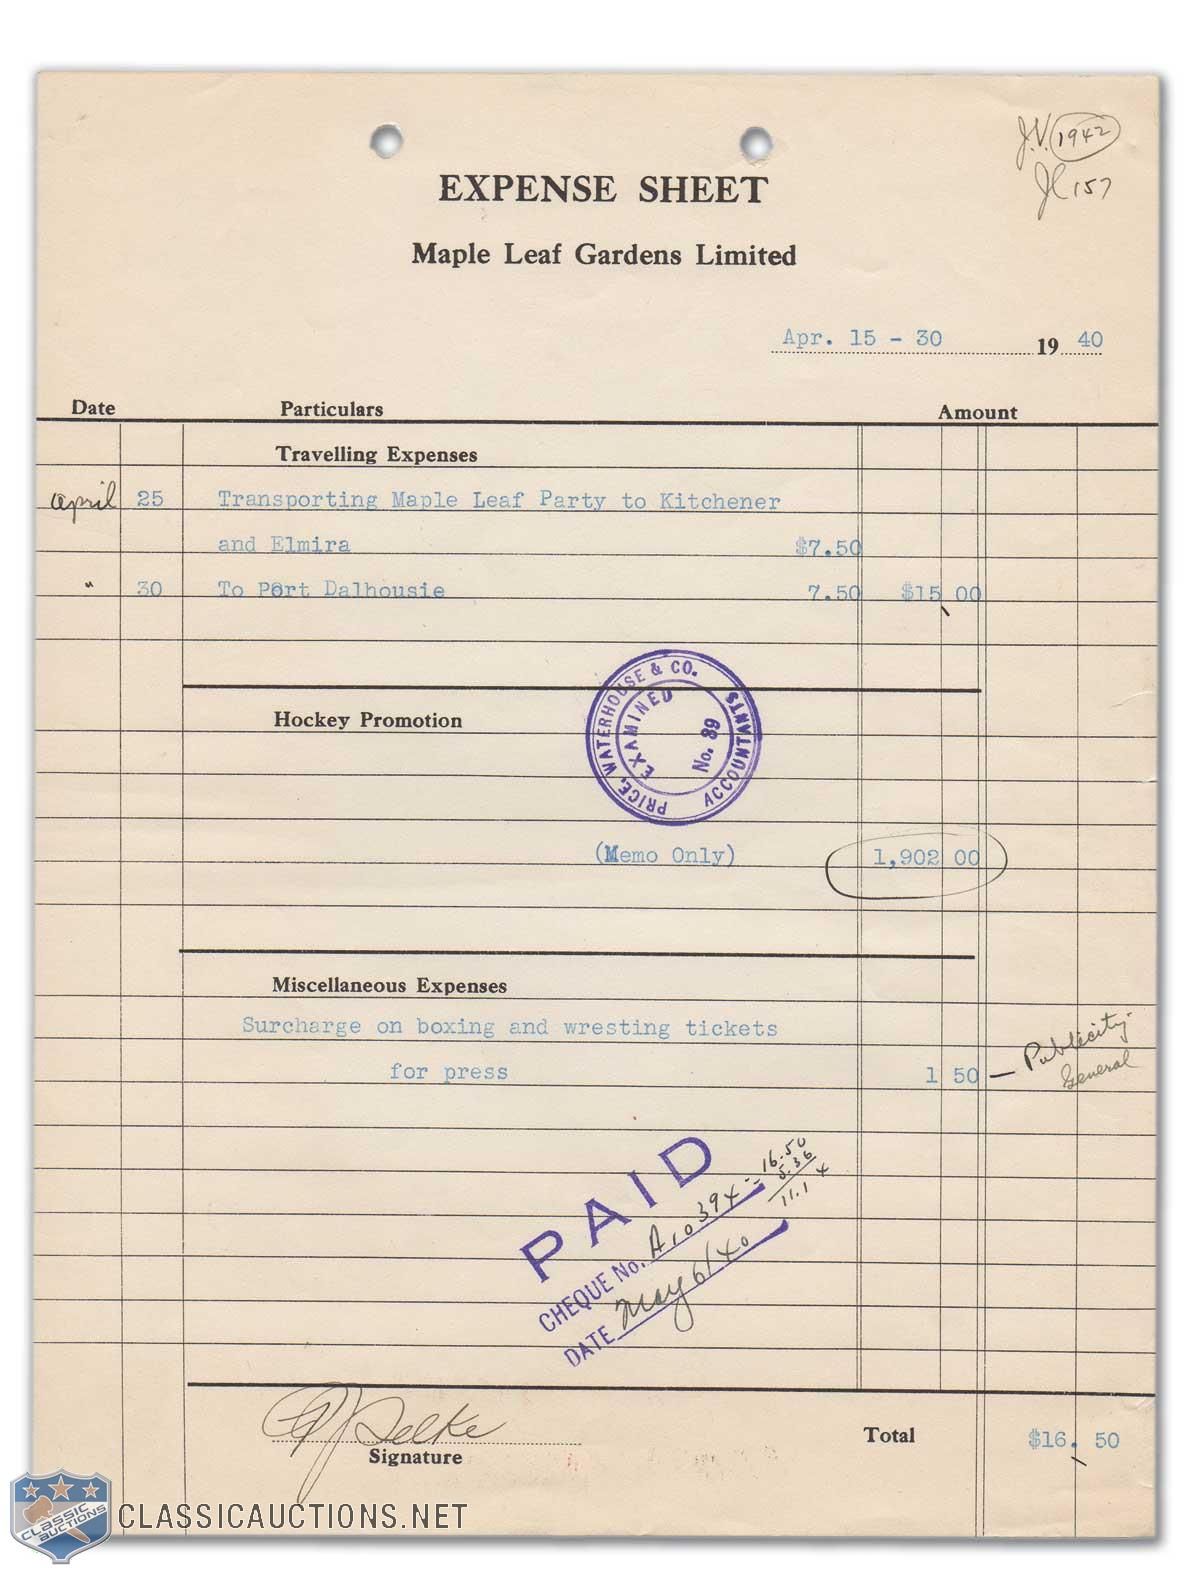 J.V. 1942
157
EXPENSE SHEET
Maple Leaf Gardens Limited
Apr. 15 - 30 19 40
Date Particulars Amount
Travelling Expenses
april 25 Transporting Maple Leaf Party to Kitchener
and Elmira $7.50
" 30 To Port Dalhousie 7.50 $15 00
PRICE, WATERHOUSE & CO.
ACCOUNTANTS
EXAMINED
No. 89
Hockey Promotion
(Memo Only) 1,902 00
Miscellaneous Expenses
Surcharge on boxing and wresting tickets
for press 1 50 — Publicity-
General
PAID
CHEQUE No. A10394 - 16.50
5.36
11.14
DATE May 6/40
Selke
Signature
Total $16. 50
CLASSIC AUCTIONS
CLASSICAUCTIONS.NET